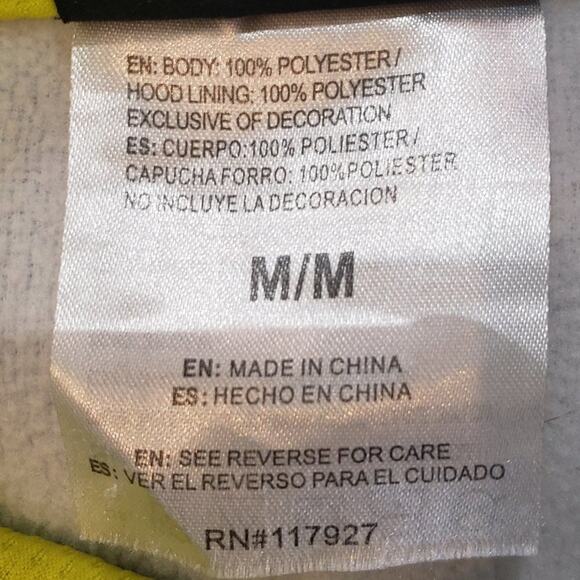 EN: BODY: 100% POLYESTER/
HOOD LINING: 100% POLYESTER
EXCLUSIVE OF DECORATION
ES: CUERPO:100% POLIESTER/
CAPUCHA FORRO: 100%POLIESTER
NO INCLUYE LA DECORACION
M/M
EN: MADE IN CHINA
ES: HECHO EN CHINA
EN: SEE REVERSE FOR CARE
ES: VER EL REVERSO PARA EL CUIDADO
RN#117927